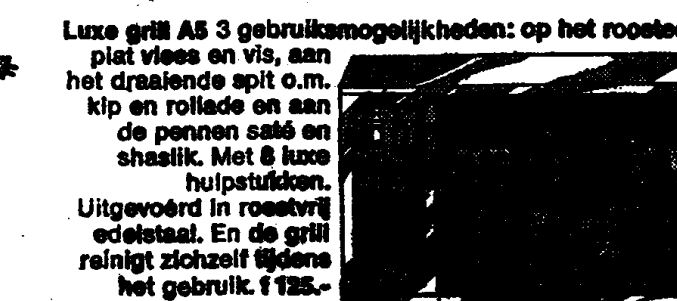 Luxe grill A5 3 gebruiksmogelijkheden: op het rooster
plat vlees en vis, aan
het draaiende spit o.m.
kip en rollade en aan
de pennen saté en
shaslik. Met 8 luxe
hulpstukken.
Uitgevoerd in roestvrij
edelstaal. En de grill
reinigt zichzelf tijdens
het gebruik. f 125.-